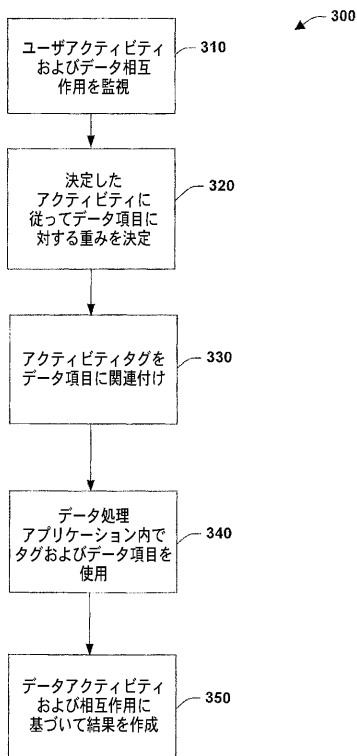 300
ユーザアクティビティ
およびデータ相互
作用を監視
310
決定した
アクティビティに
従ってデータ項目に
対する重みを決定
320
アクティビティタグを
データ項目に関連付け
330
データ処理
アプリケーション内で
タグおよびデータ項目を
使用
340
データアクティビティ
および相互作用に
基づいて結果を作成
350